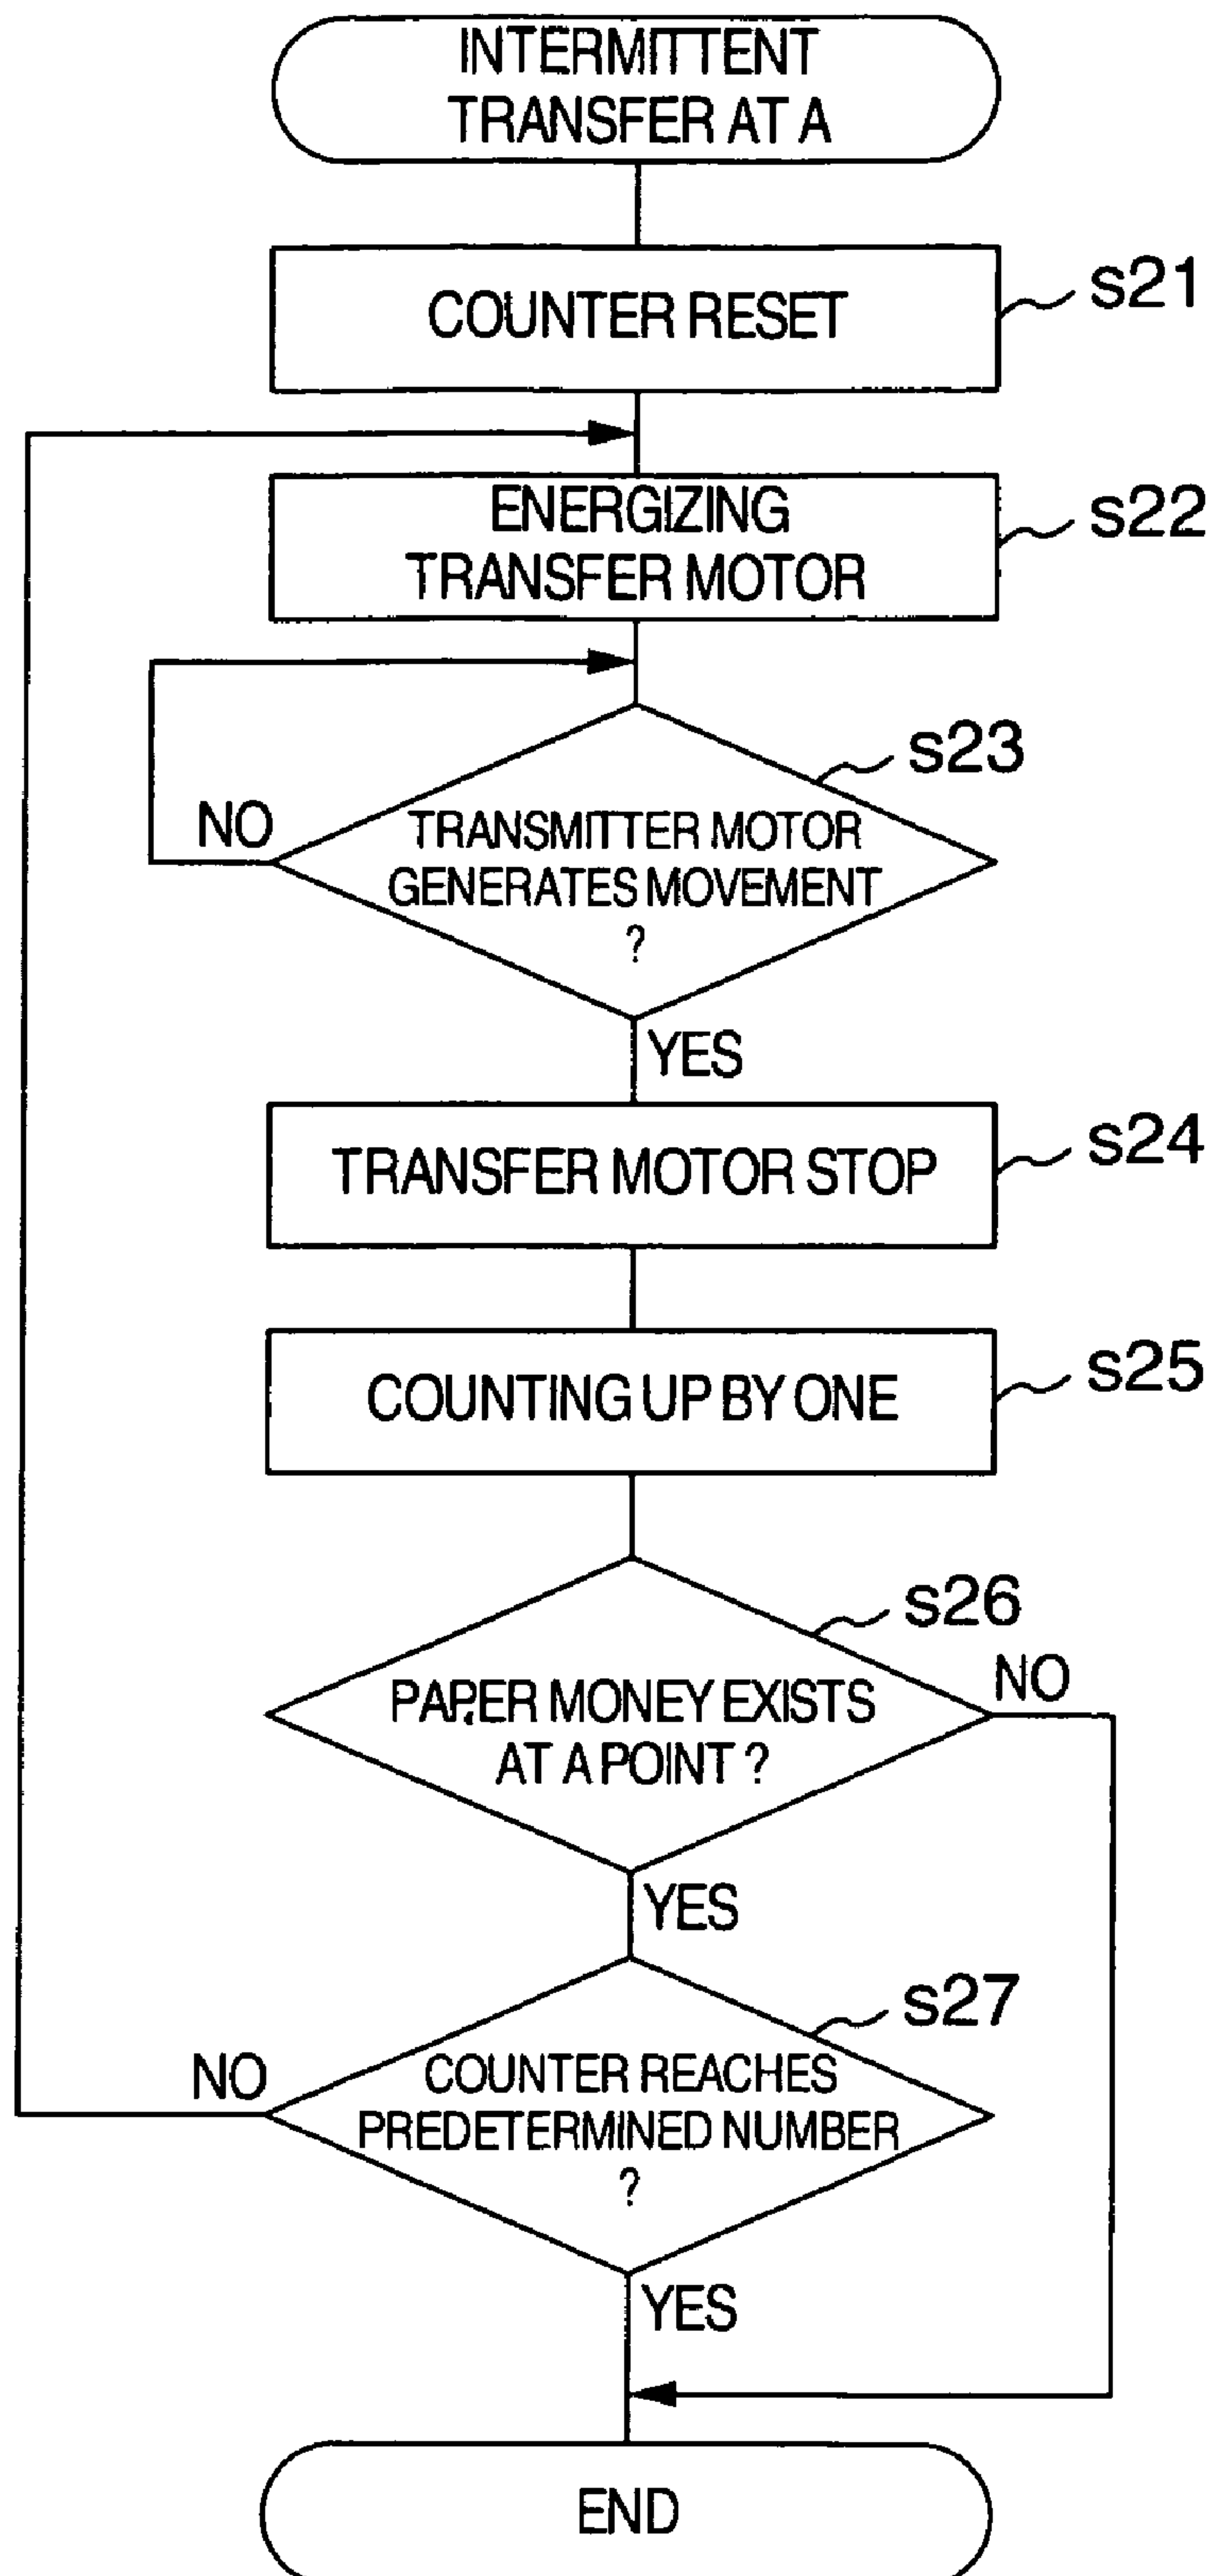 INTERMITTENT
TRANSFER AT A
COUNTER RESET
s21
ENERGIZING
TRANSFER MOTOR
s22
s23
NO
TRANSMITTER MOTOR
GENERATES MOVEMENT
?
YES
TRANSFER MOTOR STOP
s24
COUNTING UP BY ONE
s25
s26
PAPER MONEY EXISTS
AT A POINT ?
NO
YES
s27
NO
COUNTER REACHES
PREDETERMINED NUMBER
?
YES
END